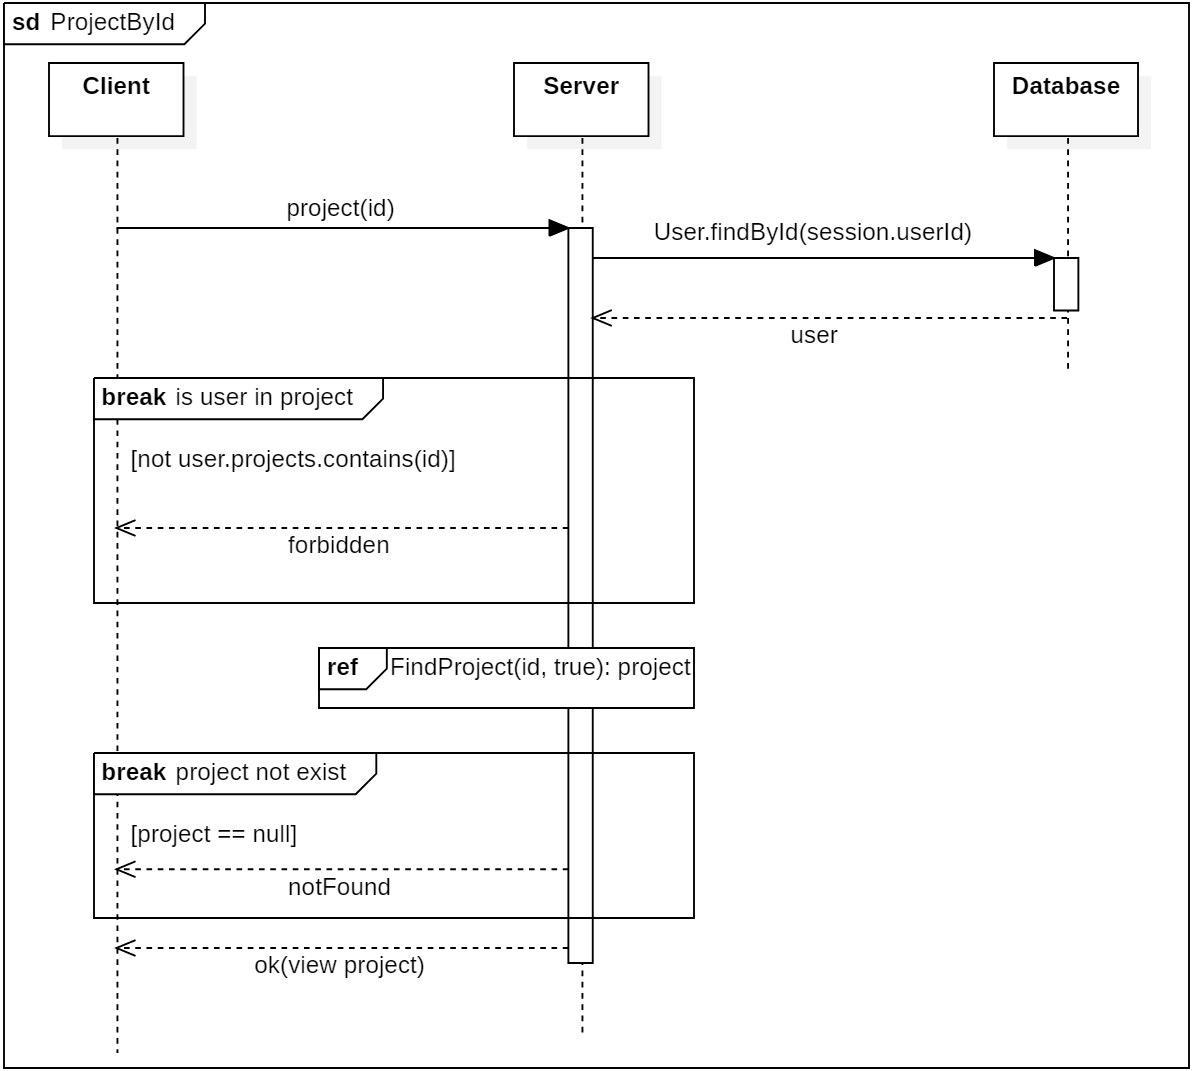 sd ProjectById
Client
Server
Database
project(id)
User.findById(session.userId)
user
break is user in project
[not user.projects.contains(id)]
forbidden
ref FindProject(id, true): project
break project not exist
[project == null]
notFound
ok(view project)